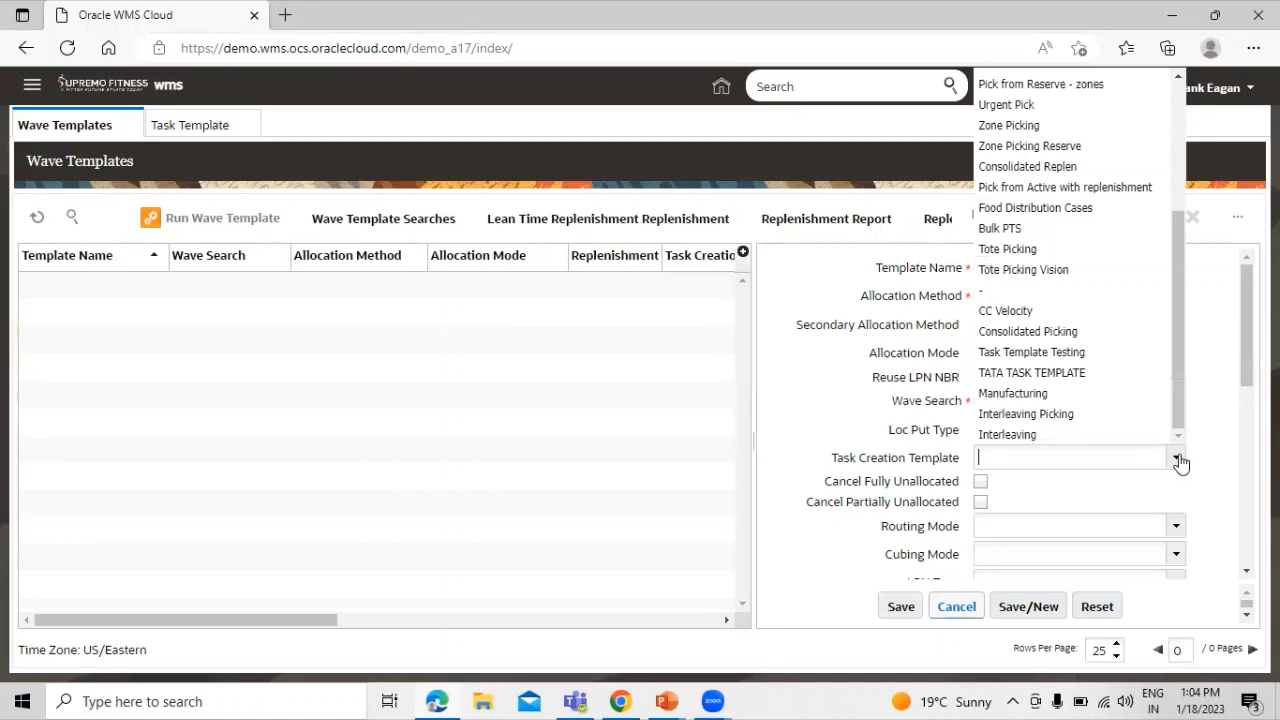 Oracle WMS Cloud
https://demo.wms.ocs.oraclecloud.com/demo_a17/index/
SUPREMO FITNESS wms
Search
ank Eagan
Wave Templates
Task Template
Wave Templates
Run Wave Template
Wave Template Searches
Lean Time Replenishment Replenishment
Replenishment Report
Reple
Template Name
Wave Search
Allocation Method
Allocation Mode
Replenishment
Task Creatio
Template Name *
Allocation Method *
Secondary Allocation Method
Allocation Mode
Reuse LPN NBR
Wave Search *
Loc Put Type
Pick from Reserve - zones
Urgent Pick
Zone Picking
Zone Picking Reserve
Consolidated Replen
Pick from Active with replenishment
Food Distribution Cases
Bulk PTS
Tote Picking
Tote Picking Vision
-
CC Velocity
Consolidated Picking
Task Template Testing
TATA TASK TEMPLATE
Manufacturing
Interleaving Picking
Interleaving
Task Creation Template
Cancel Fully Unallocated
Cancel Partially Unallocated
Routing Mode
Cubing Mode
Save
Cancel
Save/New
Reset
Time Zone: US/Eastern
Rows Per Page: 25
0 / 0 Pages
Type here to search
zoom
19°C Sunny
ENG
IN
1:04 PM
1/18/2023
3